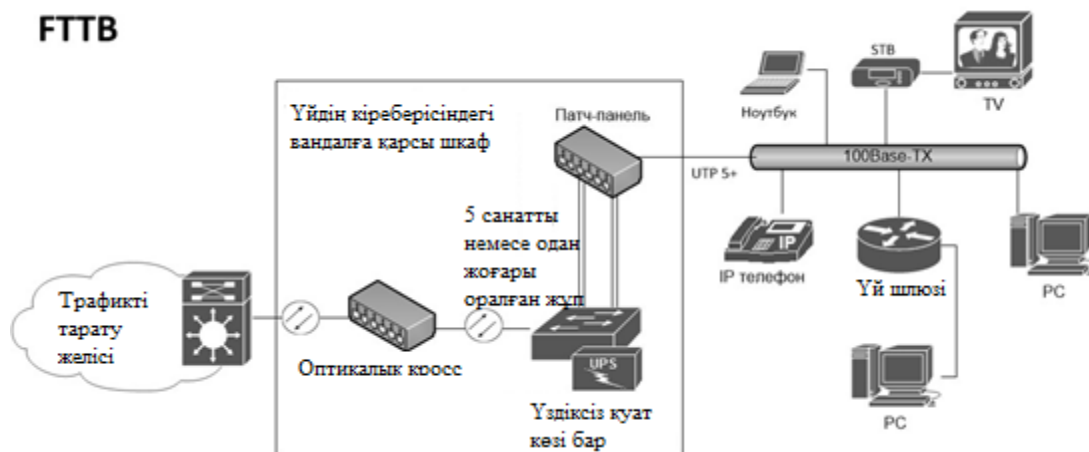 FTTB
Үйдің кіреберісіндегі
вандалға қарсы шкаф
Патч-панель
5 санатты
немесе одан
жоғары
оралған жұп
Трафикті
тарату
желісі
Оптикалык кросс
UPS
Үздіксіз қуат
көзі бар
UTP 5+
100Base-TX
Ноутбук
STB
TV
IP
IP телефон
Үй шлюзі
PC
PC